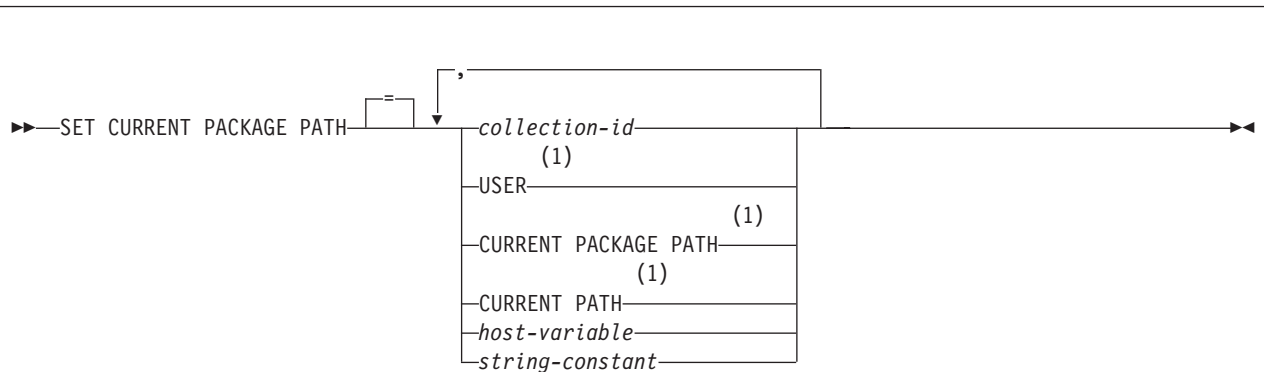 ,
=
SET CURRENT PACKAGE PATH collection-id
(1)
USER
(1)
CURRENT PACKAGE PATH
(1)
CURRENT PATH
host-variable
string-constant